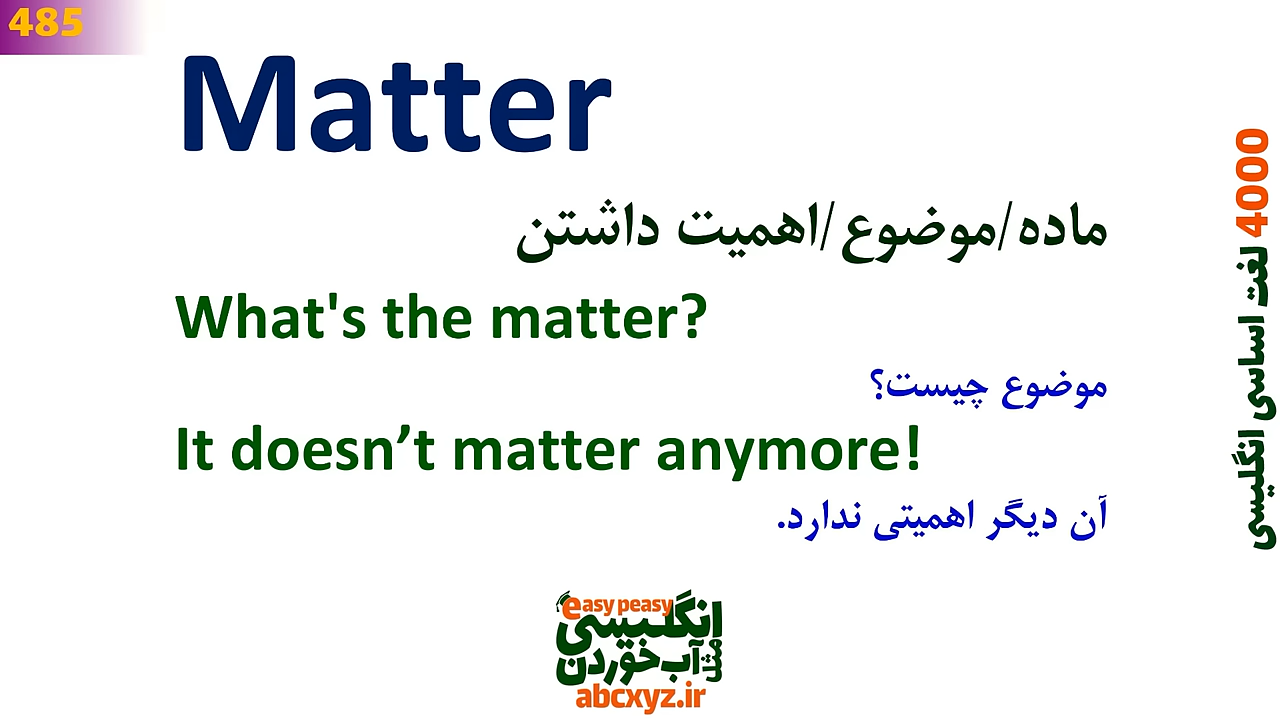 485
Matter
ماده/موضوع/اهمیت داشتن
What's the matter?
موضوع چیست؟
It doesn’t matter anymore!
آن دیگر اهمیتی ندارد.
4000 لغت اساسی انگلیسی
easy peasy
انگلیسی
مثل آب خوردن
abcxyz.ir